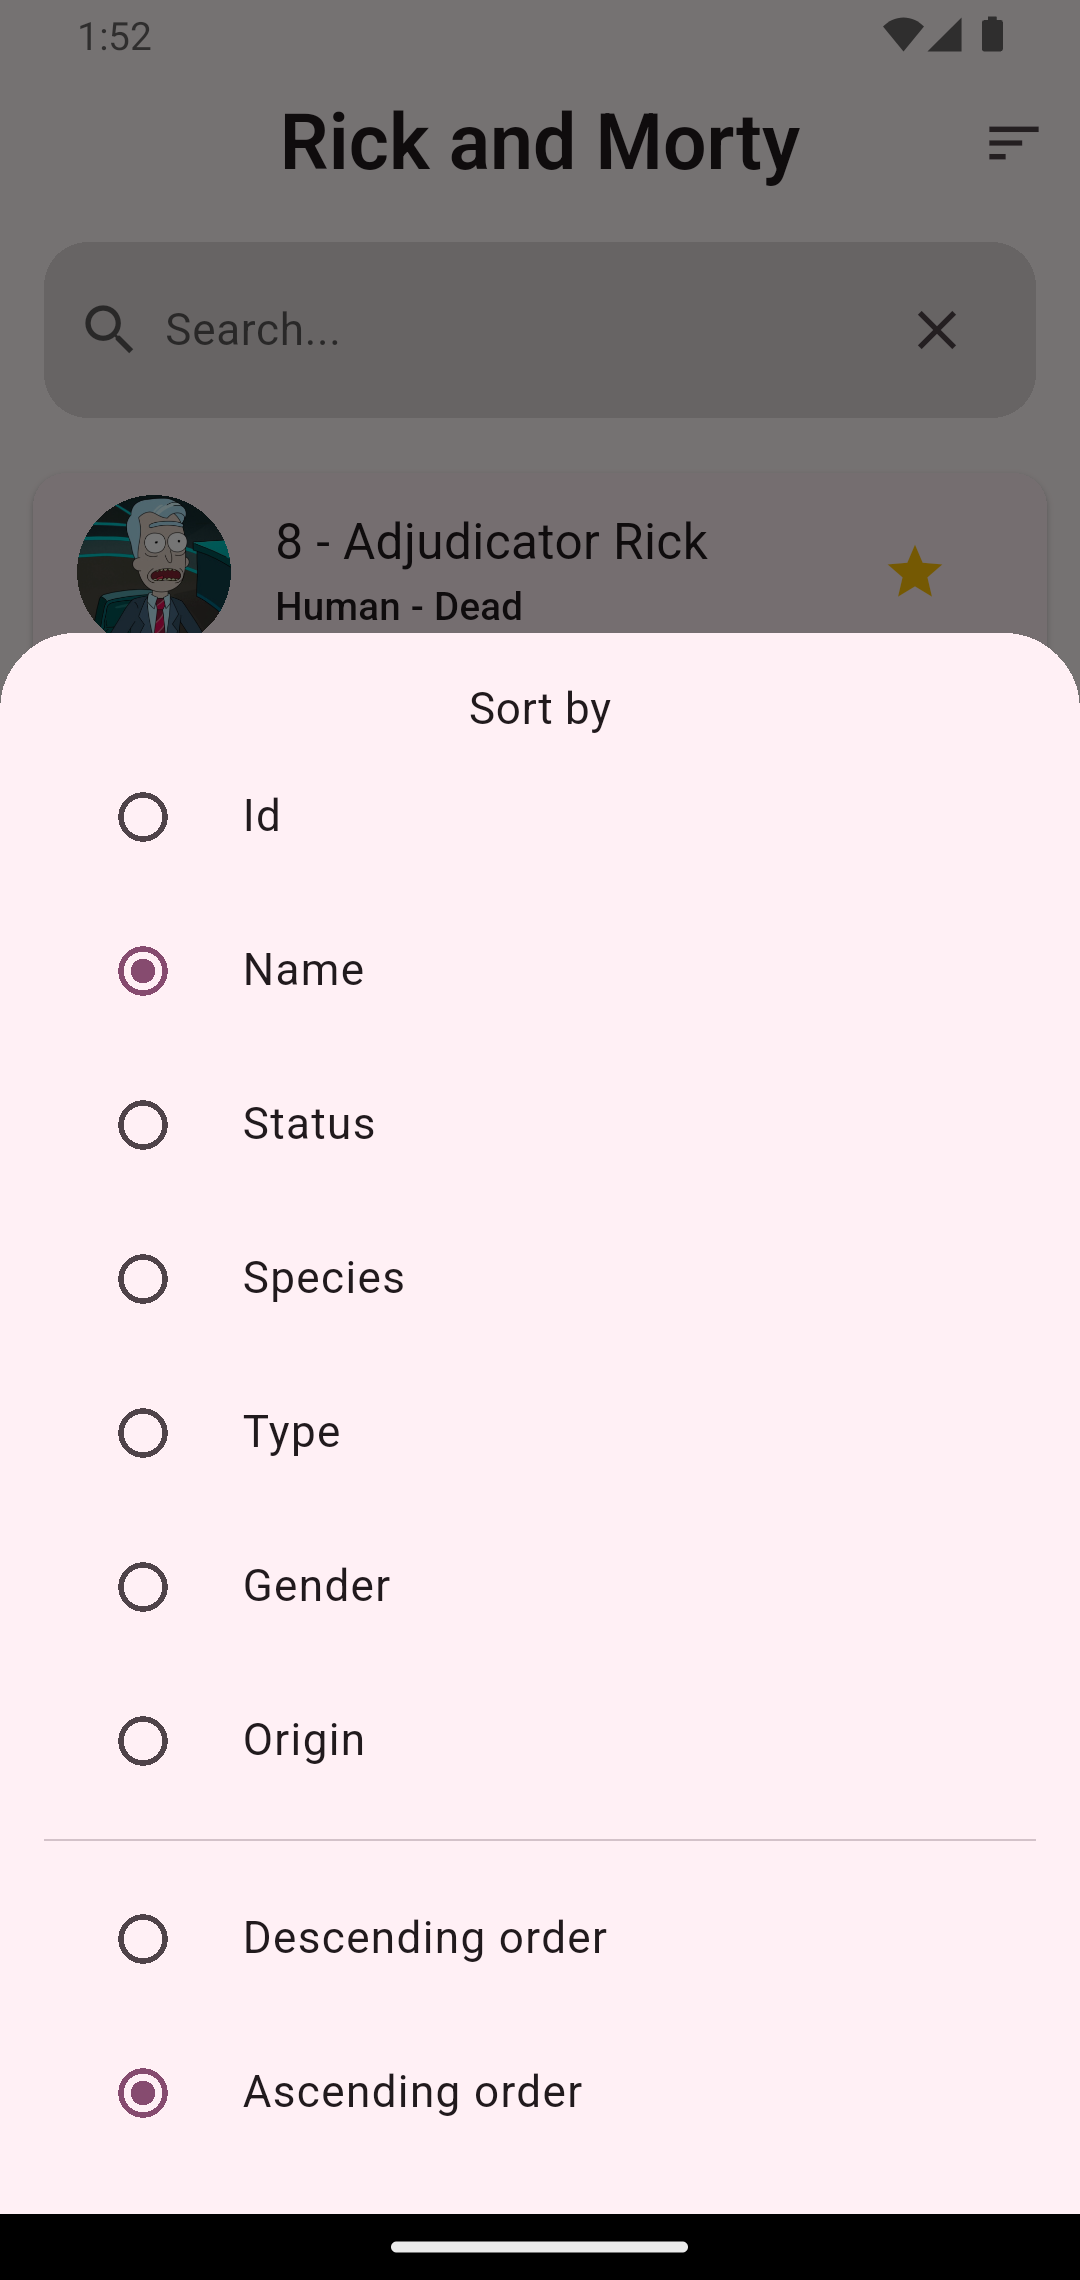 1:52
Rick and Morty
Search...
8 - Adjudicator Rick
Human - Dead
Sort by
Id
Name
Status
Species
Type
Gender
Origin
Descending order
Ascending order